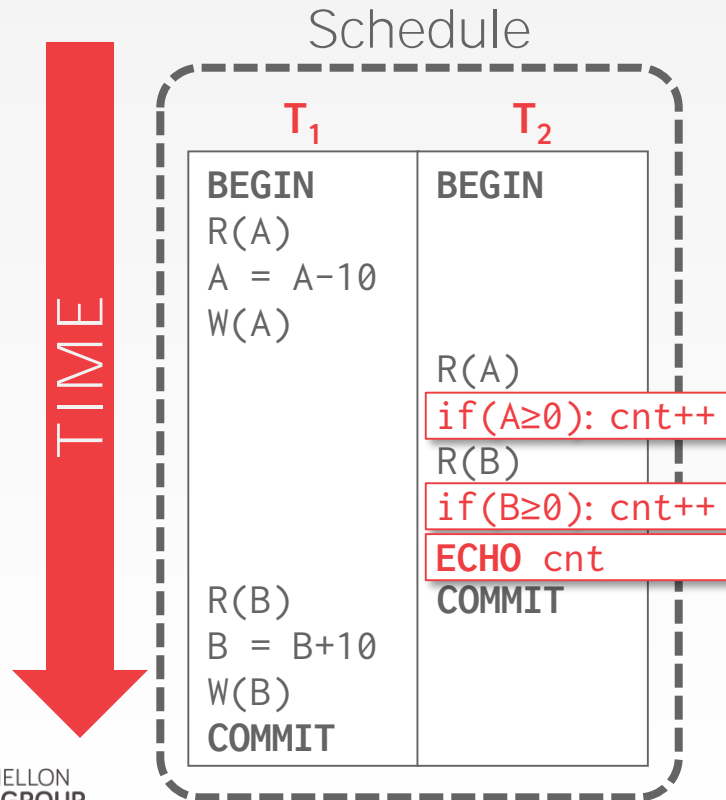 Schedule
TIME
T1 T2
BEGIN BEGIN
R(A)
A = A-10
W(A)
R(A)
if(A≥0): cnt++
R(B)
if(B≥0): cnt++
ECHO cnt
R(B) COMMIT
B = B+10
W(B)
COMMIT
MELLON
GROUP